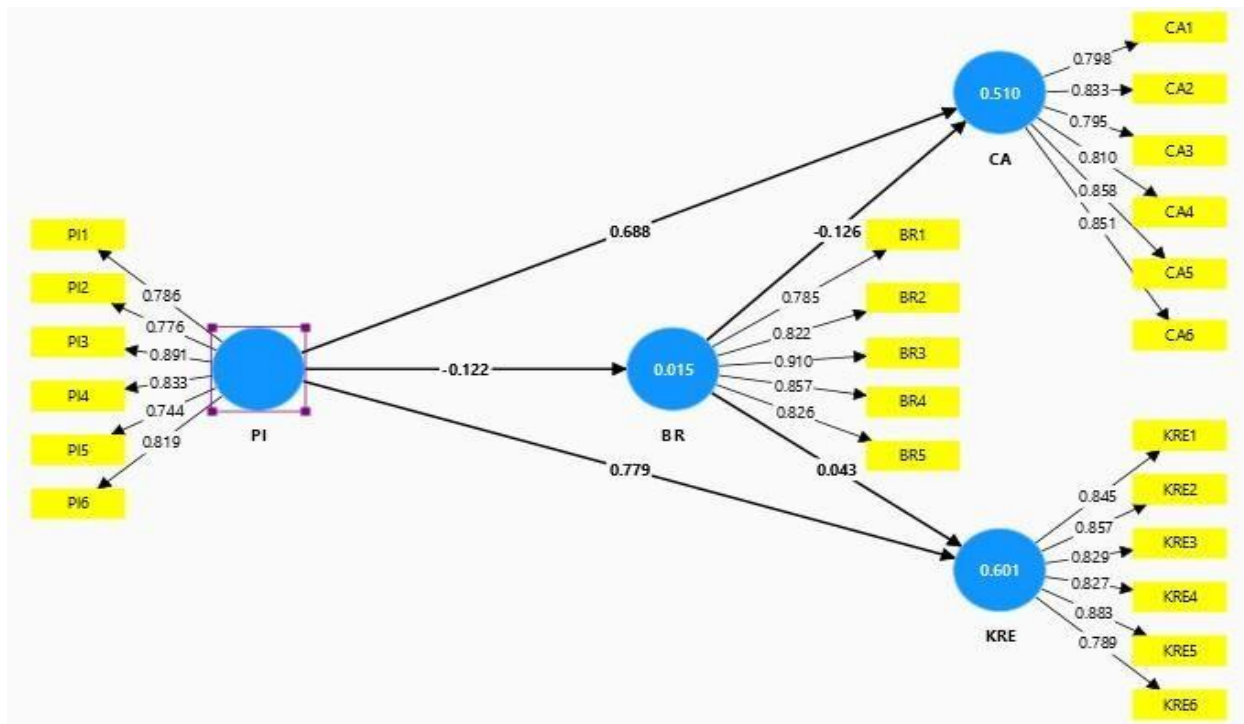 CA1
0.798
0.510
0.833
CA2
0.795
CA3
CA
0.810
0.858
CA4
0.851
PI1
0.688
-0.126
BR1
CA5
PI2
0.786
0.785
BR2
0.776
0.822
CA6
PI3
0.891
0.910
BR3
-0.122
0.015
0.833
0.857
PI4
BR4
0.744
0.826
PI
BR
KRE1
PI5
0.819
BR5
0.779
0.043
0.845
KRE2
PI6
0.857
KRE3
0.829
0.601
0.827
KRE4
0.883
KRE
0.789
KRE5
KRE6